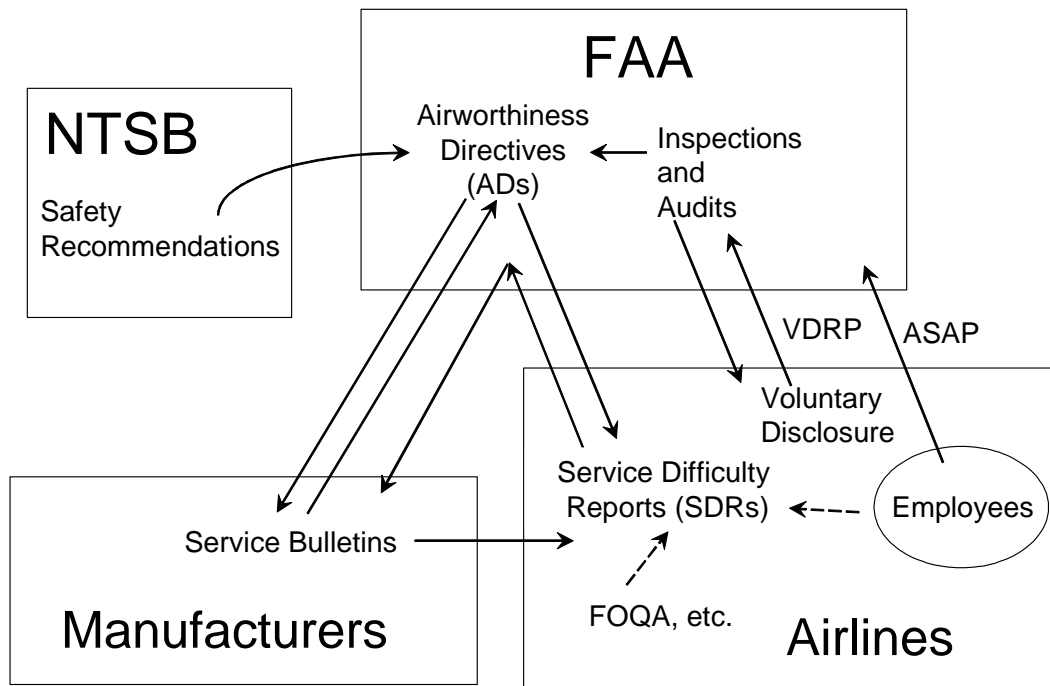 FAA
NTSB
Airworthiness
Directives
(ADs)
Inspections
and
Audits
Safety
Recommendations
VDRP
ASAP
Voluntary
Disclosure
Service Difficulty
Reports (SDRs)
Employees
Service Bulletins
FOQA, etc.
Manufacturers
Airlines